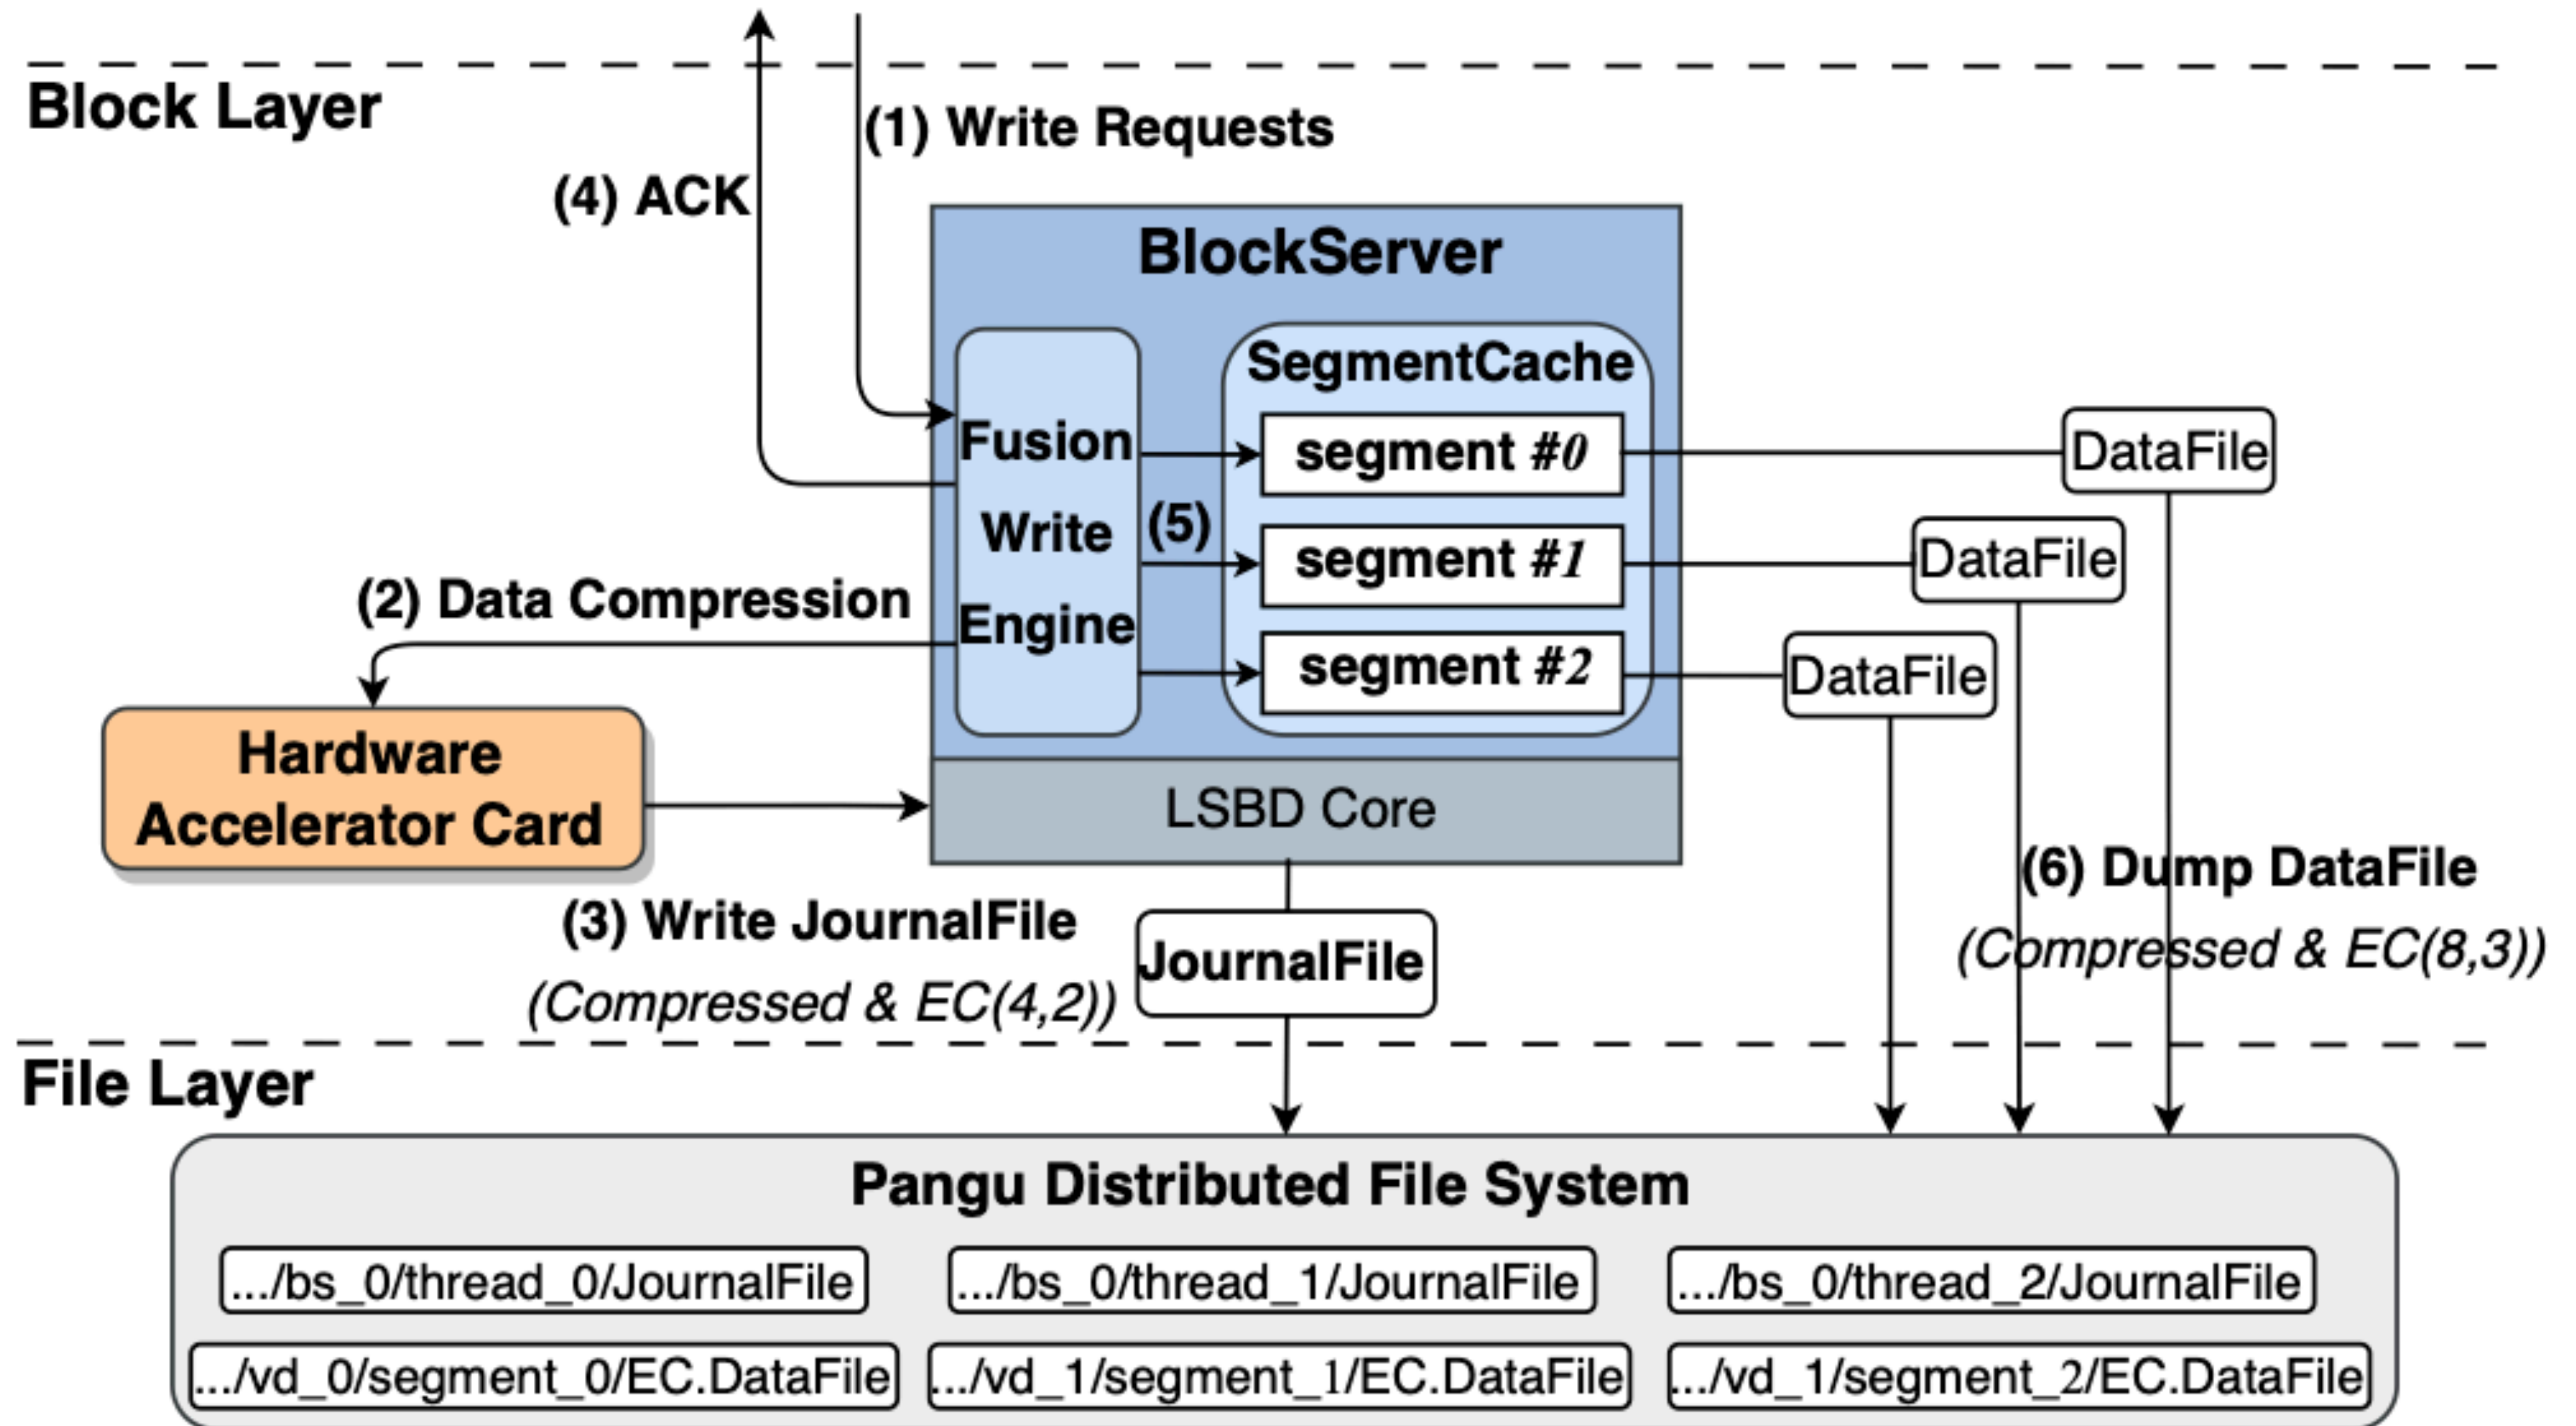 Block Layer
(1) Write Requests
(4) ACK
BlockServer
Fusion
Write
Engine
(5)
SegmentCache
segment #0
segment #1
segment #2
DataFile
DataFile
DataFile
(2) Data Compression
Hardware
Accelerator Card
LSBD Core
(3) Write JournalFile
(Compressed & EC(4,2))
JournalFile
(6) Dump DataFile
(Compressed & EC(8,3))
File Layer
Pangu Distributed File System
.../bs_0/thread_0/JournalFile
.../bs_0/thread_1/JournalFile
.../bs_0/thread_2/JournalFile
.../vd_0/segment_0/EC.DataFile
.../vd_1/segment_1/EC.DataFile
.../vd_1/segment_2/EC.DataFile